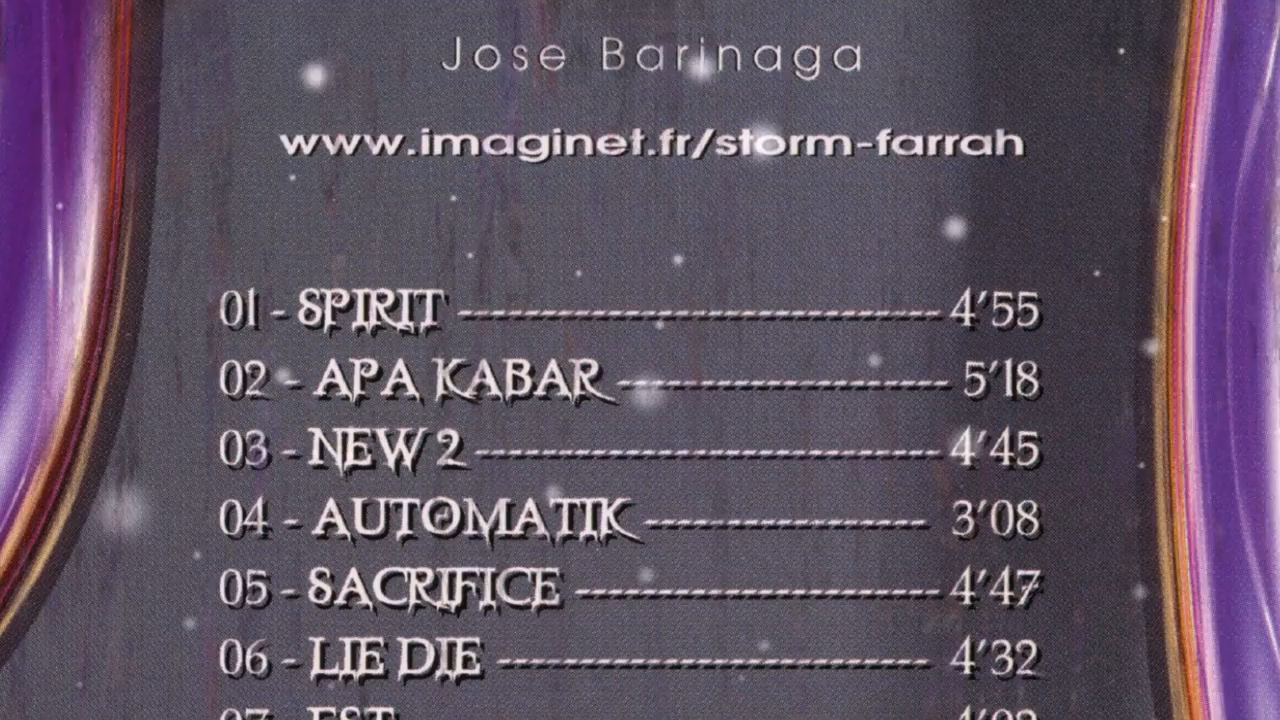 Jose Barinaga
www.imaginet.fr/storm-farrah
01 - SPIRIT ------------------------------ 4'55
02 - APA KABAR --------------------- 5'18
03 - NEW 2 ----------------------------- 4'45
04 - AUTOMATIK ------------------ 3'08
05 - SACRIFICE ----------------------- 4'47
06 - LIE DIE --------------------------- 4'32